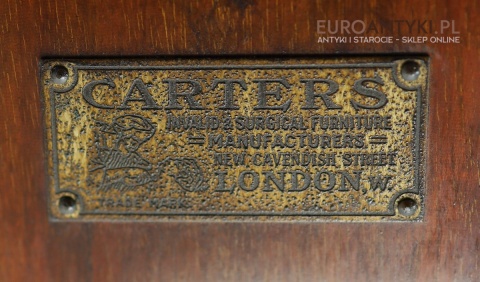 EUROANTYKI.PL
ANTYKI I STAROCIE - SKLEP ONLINE
CARTERS
INVALID & SURGICAL FURNITURE
=MANUFACTURERS=
NEW CAVENDISH STREET
LONDON, W.
TRADE MARK